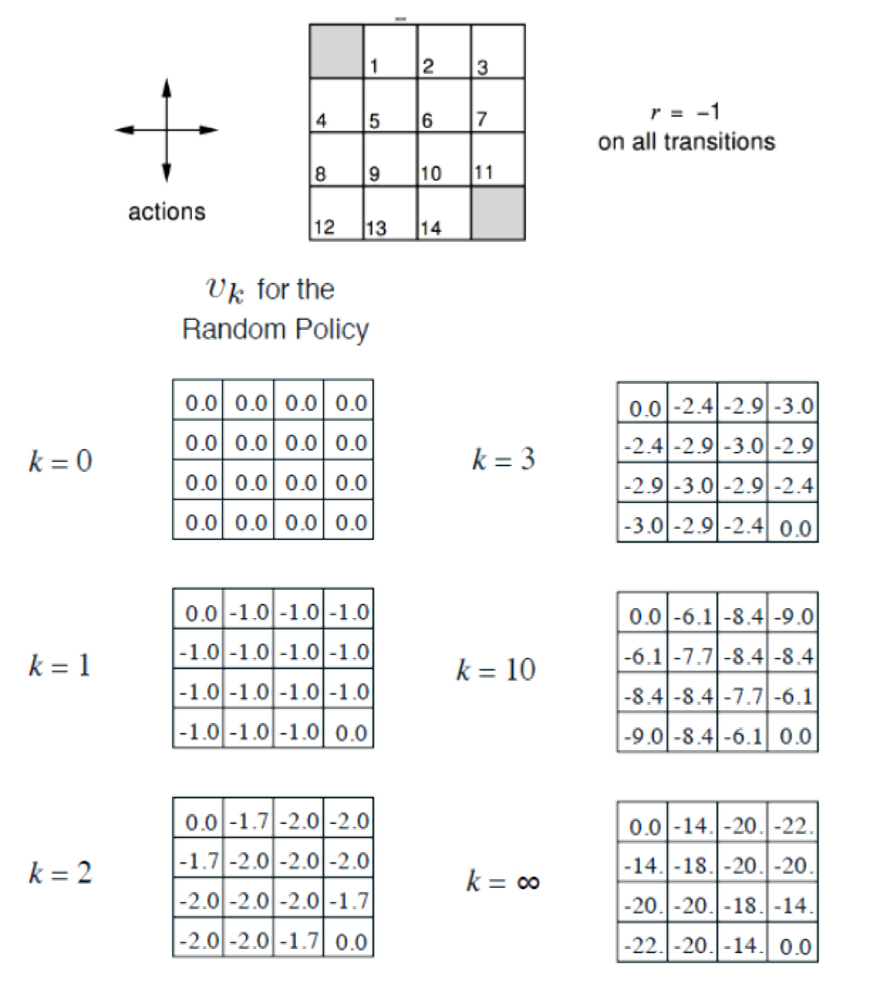 1 2 3
4 5 6 7
8 9 10 11
12 13 14
actions
r = -1
on all transitions
vk for the
Random Policy
k = 0
0.0 0.0 0.0 0.0
0.0 0.0 0.0 0.0
0.0 0.0 0.0 0.0
0.0 0.0 0.0 0.0
k = 3
0.0 -2.4 -2.9 -3.0
-2.4 -2.9 -3.0 -2.9
-2.9 -3.0 -2.9 -2.4
-3.0 -2.9 -2.4 0.0
k = 1
0.0 -1.0 -1.0 -1.0
-1.0 -1.0 -1.0 -1.0
-1.0 -1.0 -1.0 -1.0
-1.0 -1.0 -1.0 0.0
k = 10
0.0 -6.1 -8.4 -9.0
-6.1 -7.7 -8.4 -8.4
-8.4 -8.4 -7.7 -6.1
-9.0 -8.4 -6.1 0.0
k = 2
0.0 -1.7 -2.0 -2.0
-1.7 -2.0 -2.0 -2.0
-2.0 -2.0 -2.0 -1.7
-2.0 -2.0 -1.7 0.0
k = ∞
0.0 -14. -20. -22.
-14. -18. -20. -20.
-20. -20. -18. -14.
-22. -20. -14. 0.0